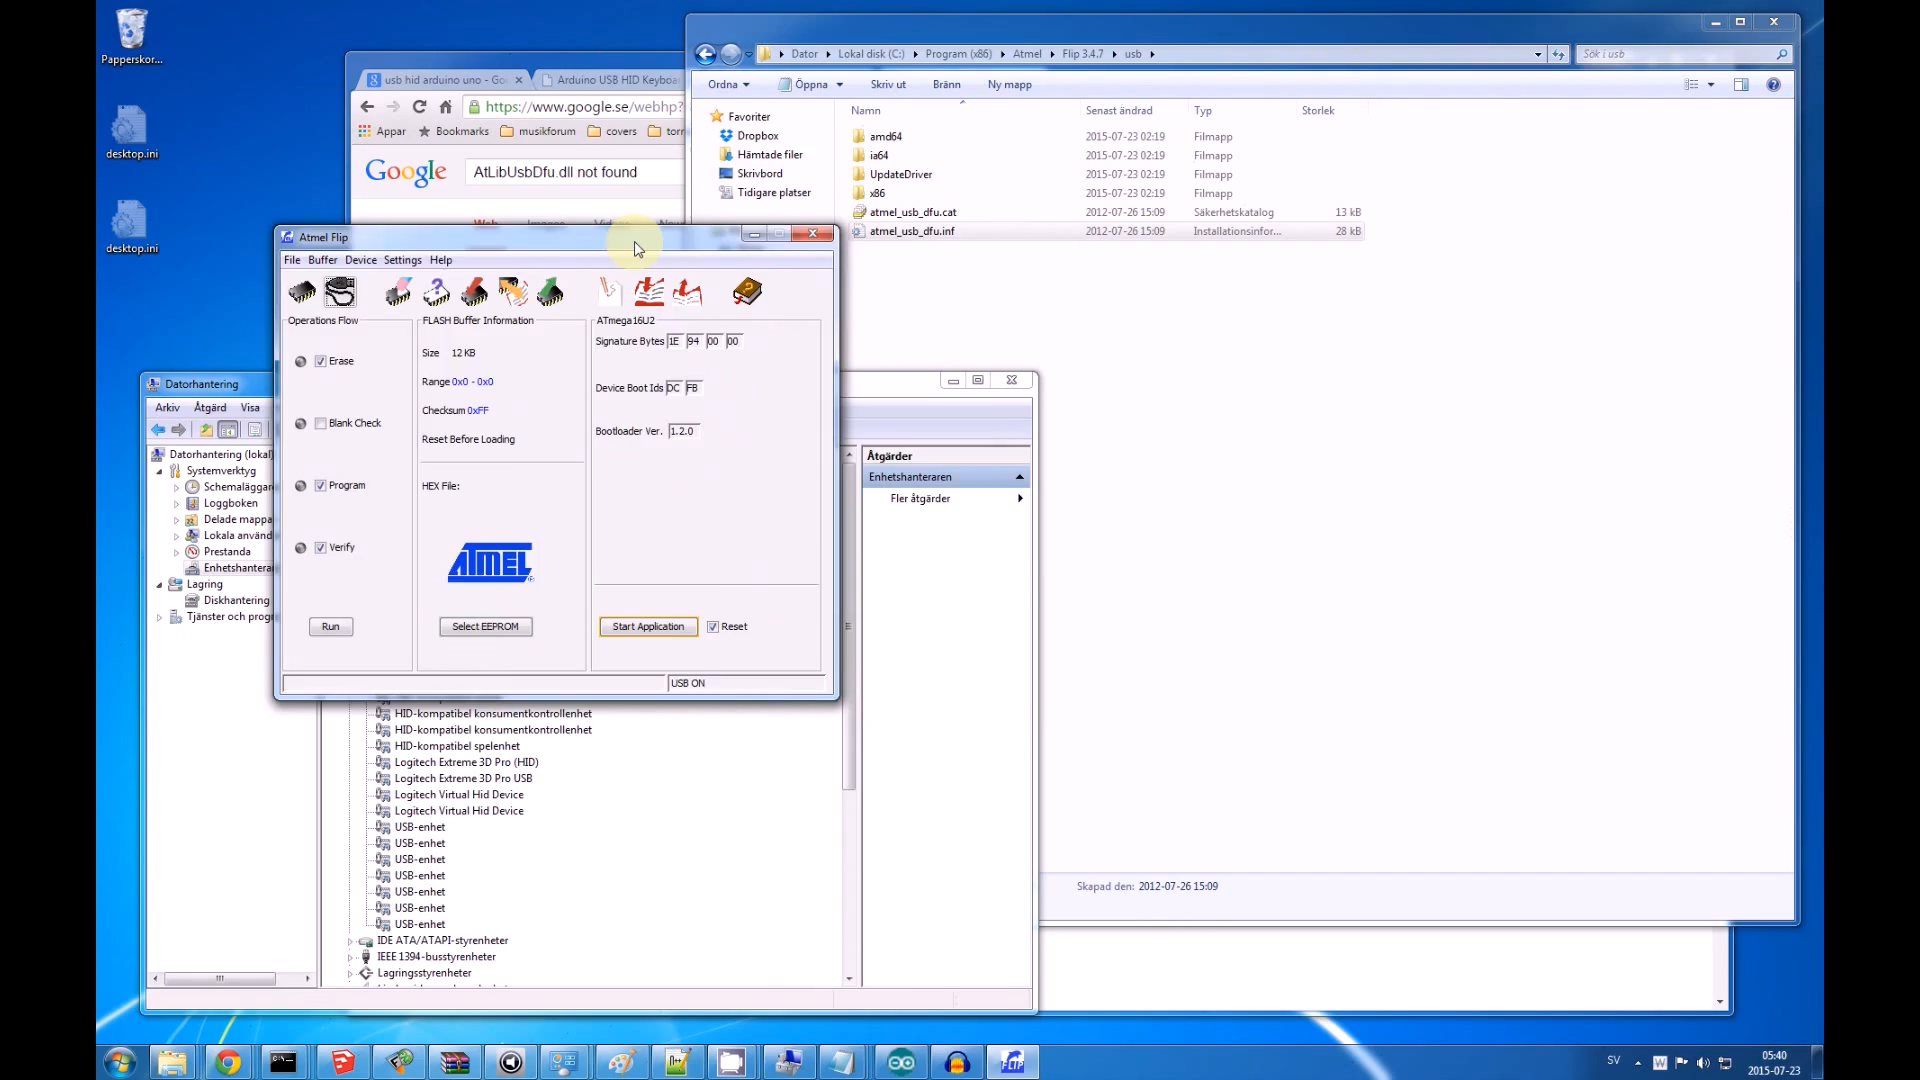 Papperskor...
desktop.ini
desktop.ini
usb hid arduino uno - Go
Arduino USB HID Keyboa
https://www.google.se/webhp?
Appar
Bookmarks
musikforum
covers
torr
Google
AtLibUsbDfu.dll not found
Dator
Lokal disk (C:)
Program (x86)
Atmel
Flip 3.4.7
usb
Sök i usb
Ordna
Öppna
Skriv ut
Bränn
Ny mapp
Favoriter
Dropbox
Hämtade filer
Skrivbord
Tidigare platser
Namn Senast ändrad Typ Storlek
amd64 2015-07-23 02:19 Filmapp
ia64 2015-07-23 02:19 Filmapp
UpdateDriver 2015-07-23 02:19 Filmapp
x86 2015-07-23 02:19 Filmapp
atmel_usb_dfu.cat 2012-07-26 15:09 Säkerhetskatalog 13 kB
atmel_usb_dfu.inf 2012-07-26 15:09 Installationsinfor... 28 kB
Skapad den: 2012-07-26 15:09
Atmel Flip
File Buffer Device Settings Help
Operations Flow
Erase
Blank Check
Program
Verify
Run
FLASH Buffer Information
Size 12 KB
Range 0x0 - 0x0
Checksum 0xFF
Reset Before Loading
HEX File:
ATMEL
Select EEPROM
ATmega16U2
Signature Bytes 1E 94 00 00
Device Boot Ids DC FB
Bootloader Ver. 1.2.0
Start Application
Reset
USB ON
Datorhantering
Arkiv Åtgärd Visa
Datorhantering (lokal)
Systemverktyg
Schemaläggar
Loggboken
Delade mappa
Lokala använd
Prestanda
Enhetshantera
Lagring
Diskhantering
Tjänster och prog
HID-kompatibel konsumentkontrollenhet
HID-kompatibel konsumentkontrollenhet
HID-kompatibel spelenhet
Logitech Extreme 3D Pro (HID)
Logitech Extreme 3D Pro USB
Logitech Virtual Hid Device
Logitech Virtual Hid Device
USB-enhet
USB-enhet
USB-enhet
USB-enhet
USB-enhet
USB-enhet
USB-enhet
IDE ATA/ATAPI-styrenheter
IEEE 1394-busstyrenheter
Lagringsstyrenheter
Åtgärder
Enhetshanteraren
Fler åtgärder
FLIP
SV
05:40
2015-07-23